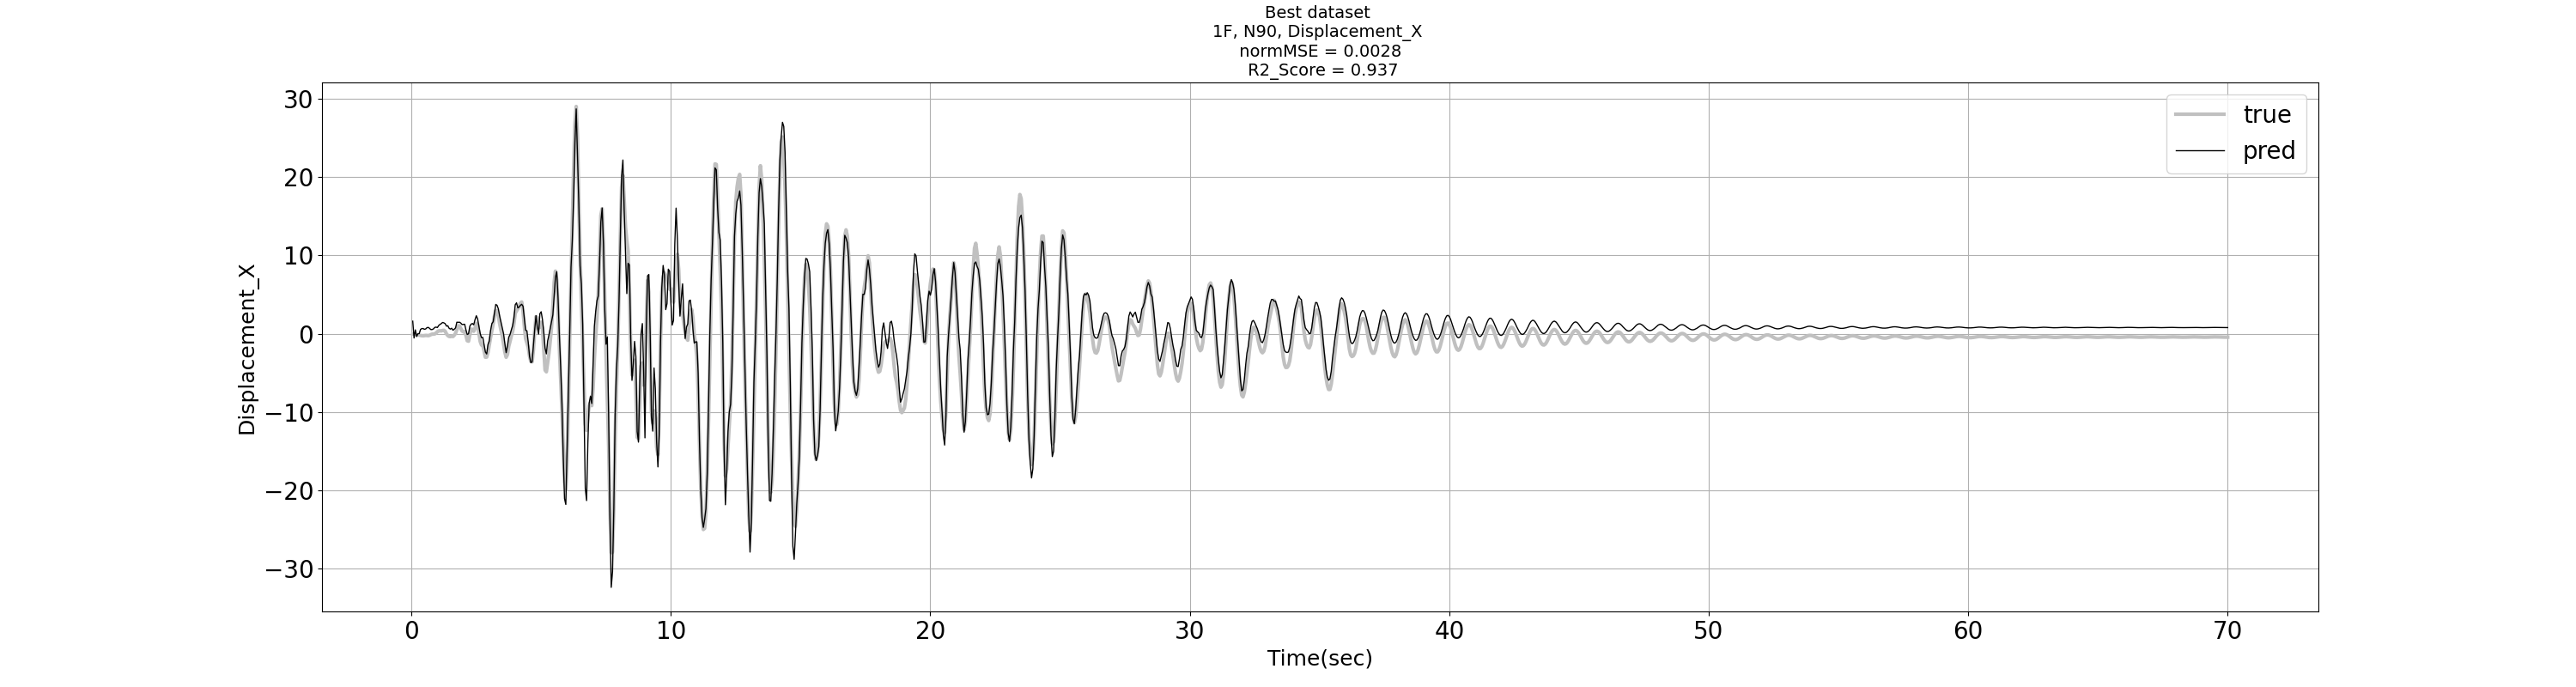 Best dataset
1F, N90, Displacement_X
normMSE = 0.0028
R2_Score = 0.937
30
20
10
0
−10
−20
−30
Displacement_X
true
pred
0 10 20 30 40 50 60 70
Time(sec)